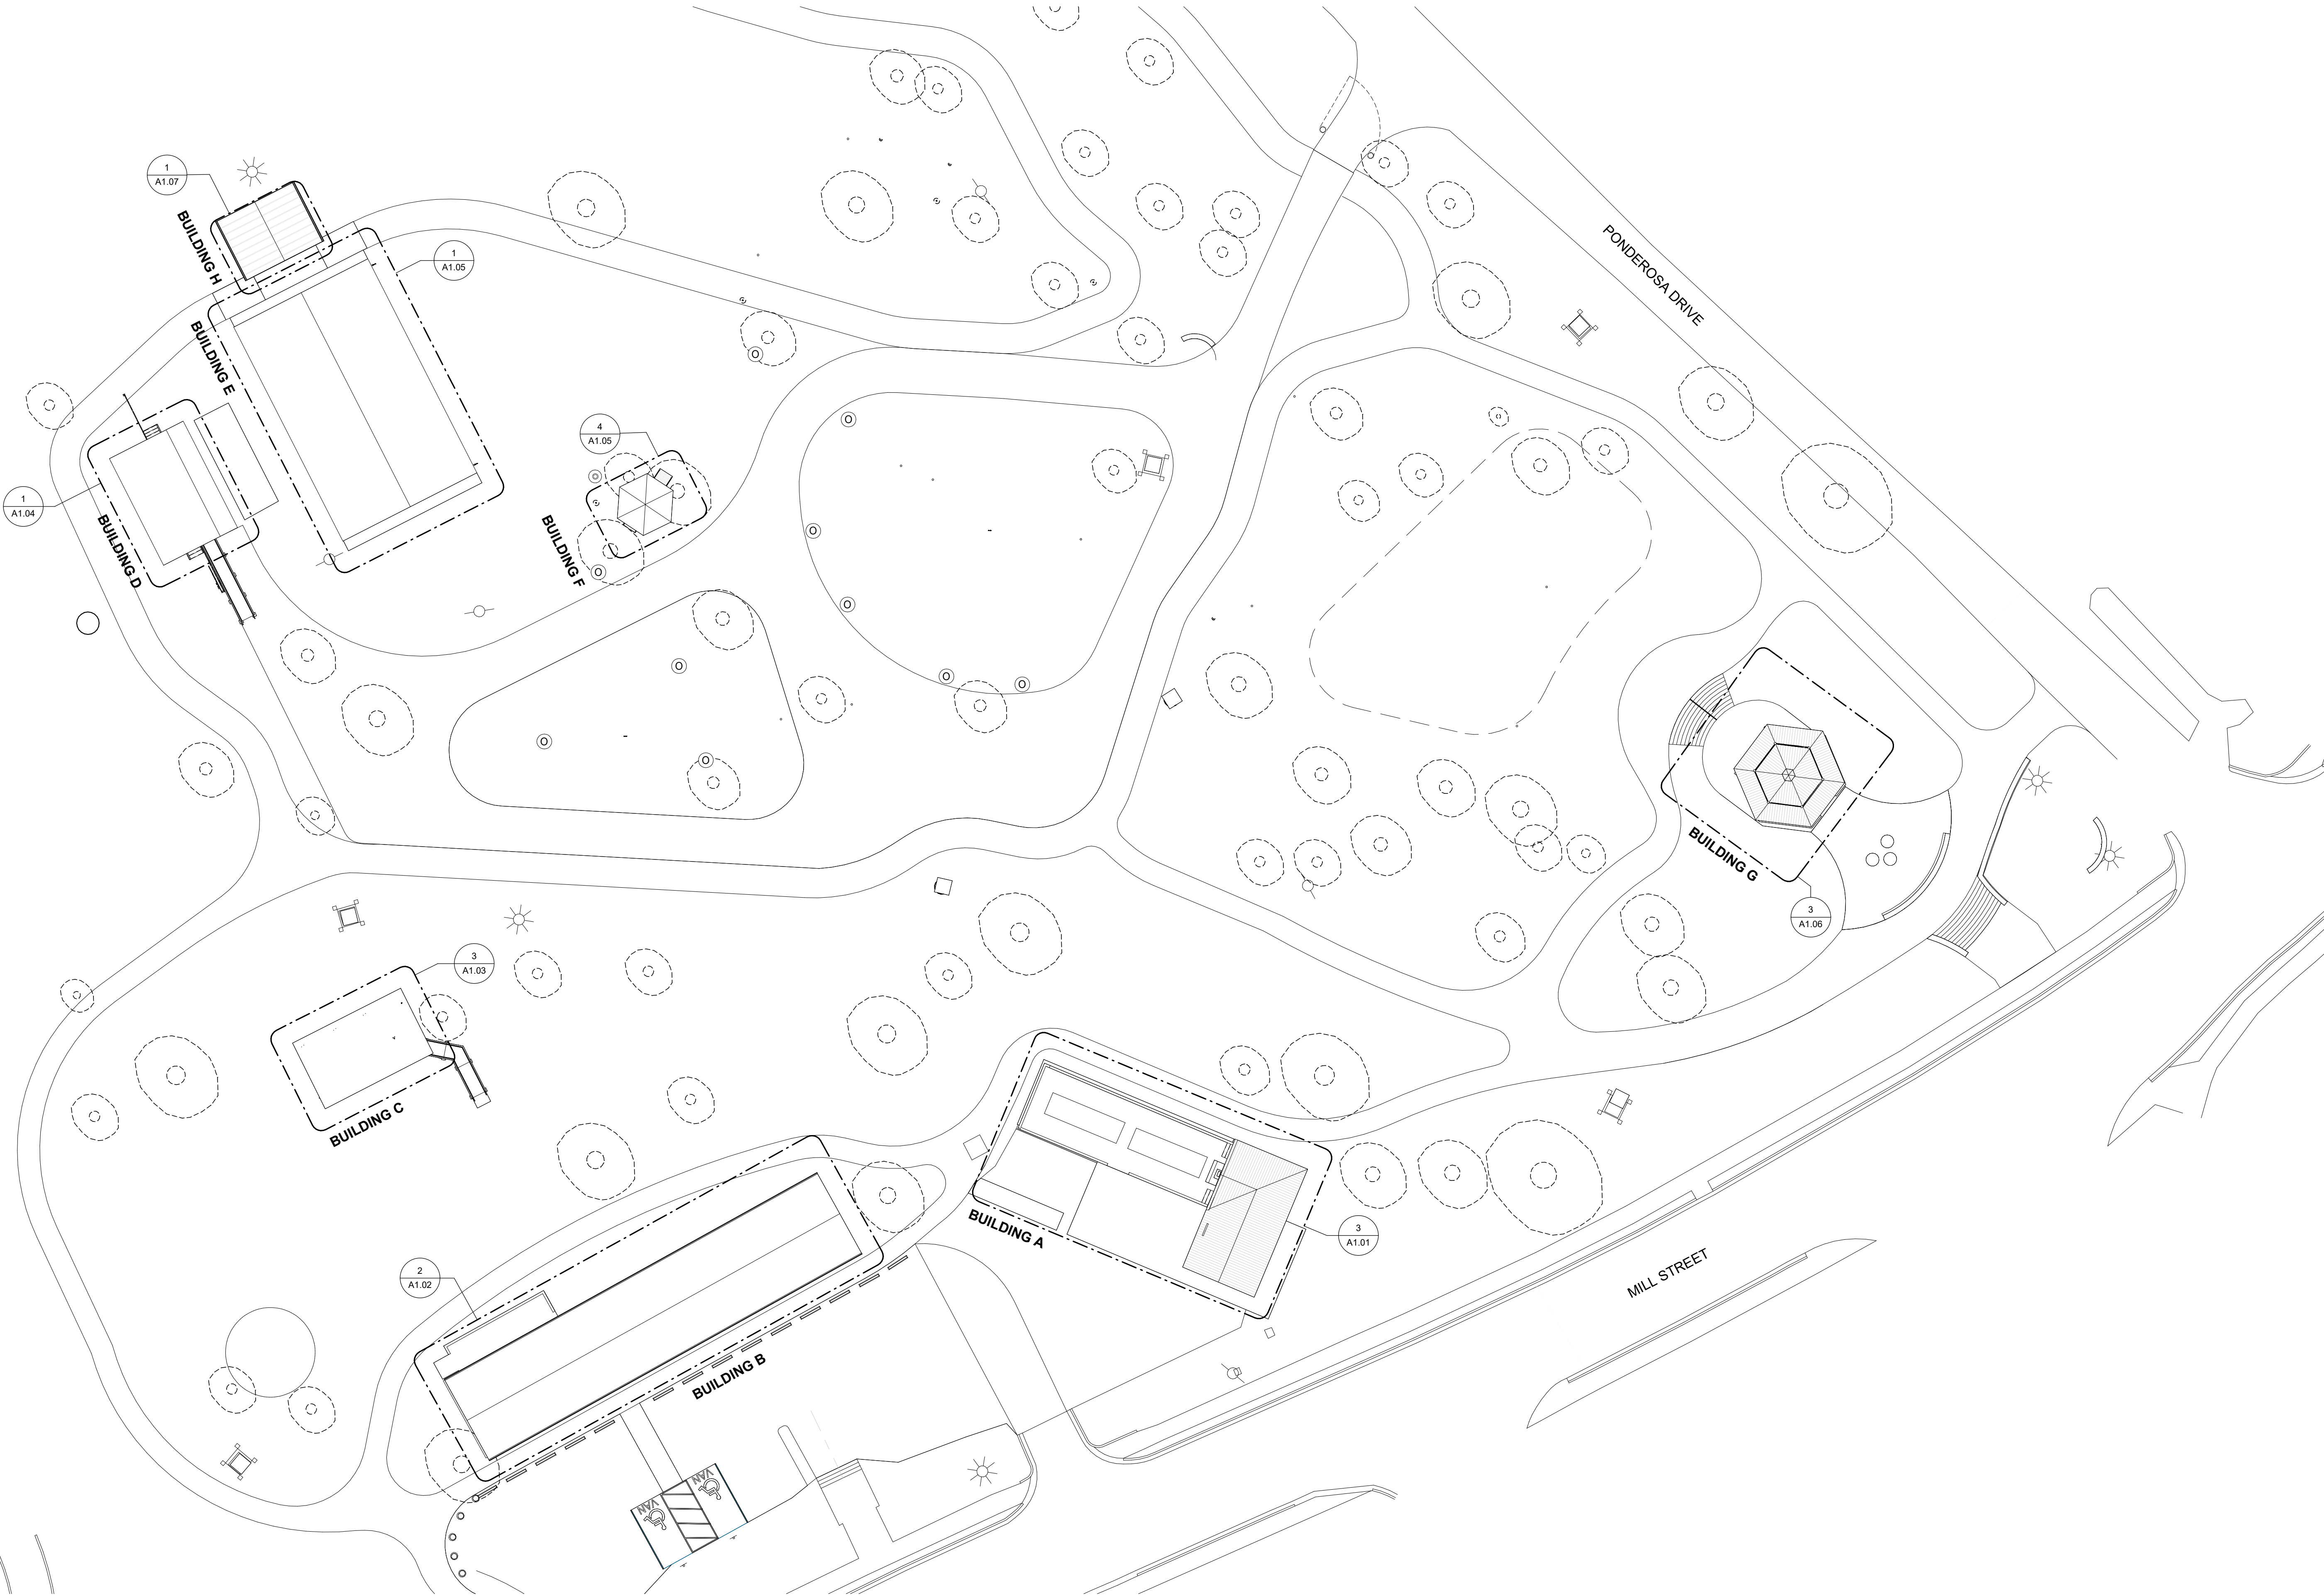 1
A1.07
BUILDING H
1
A1.05
BUILDING E
PONDEROSA DRIVE
O
O
4
A1.05
1
A1.04
BUILDING D
BUILDING F
O
O
O
O
O
O
O
O
BUILDING G
3
A1.06
3
A1.03
BUILDING C
BUILDING A
3
A1.01
2
A1.02
MILL STREET
BUILDING B
VAN
VAN